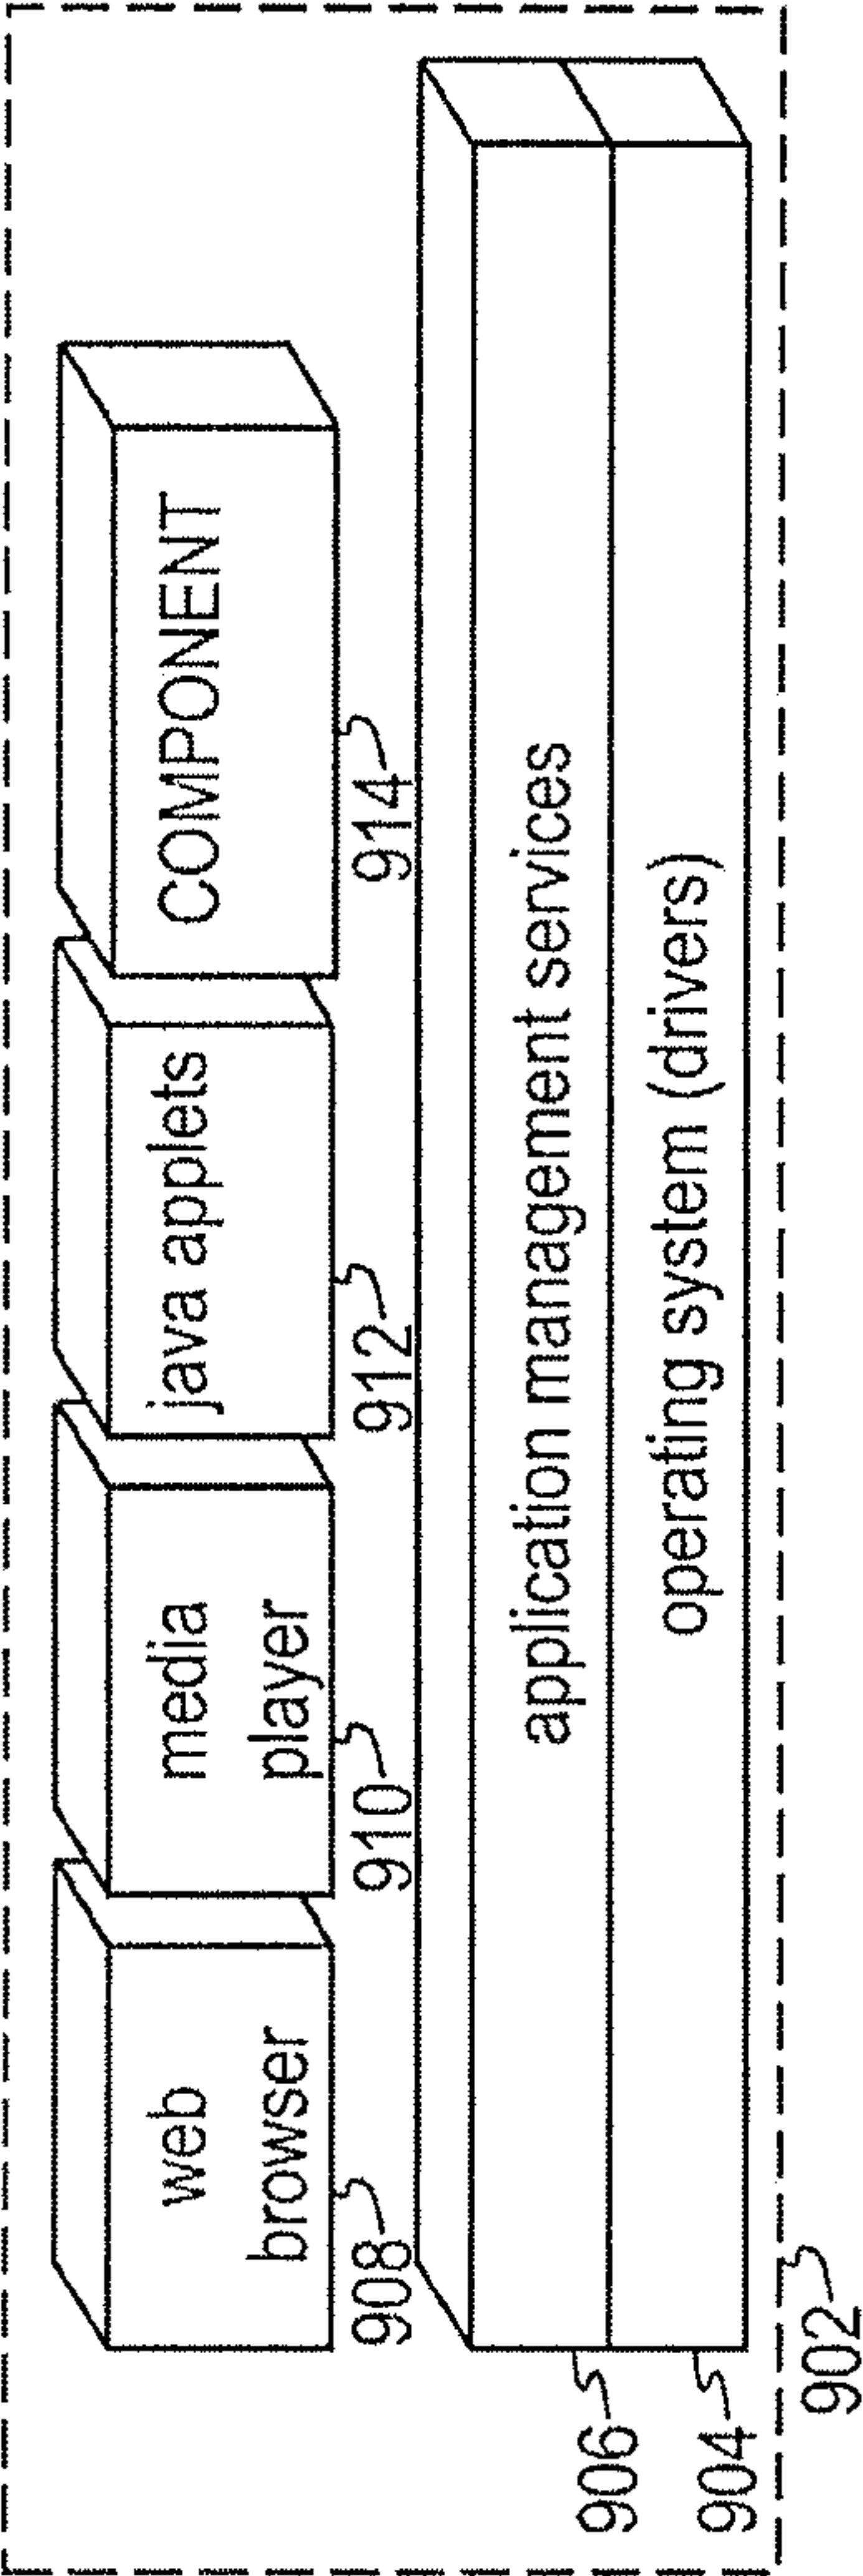 web
browser
media
player
java applets
COMPONENT
908
910
912
914
application management services
906
operating system (drivers)
904
902